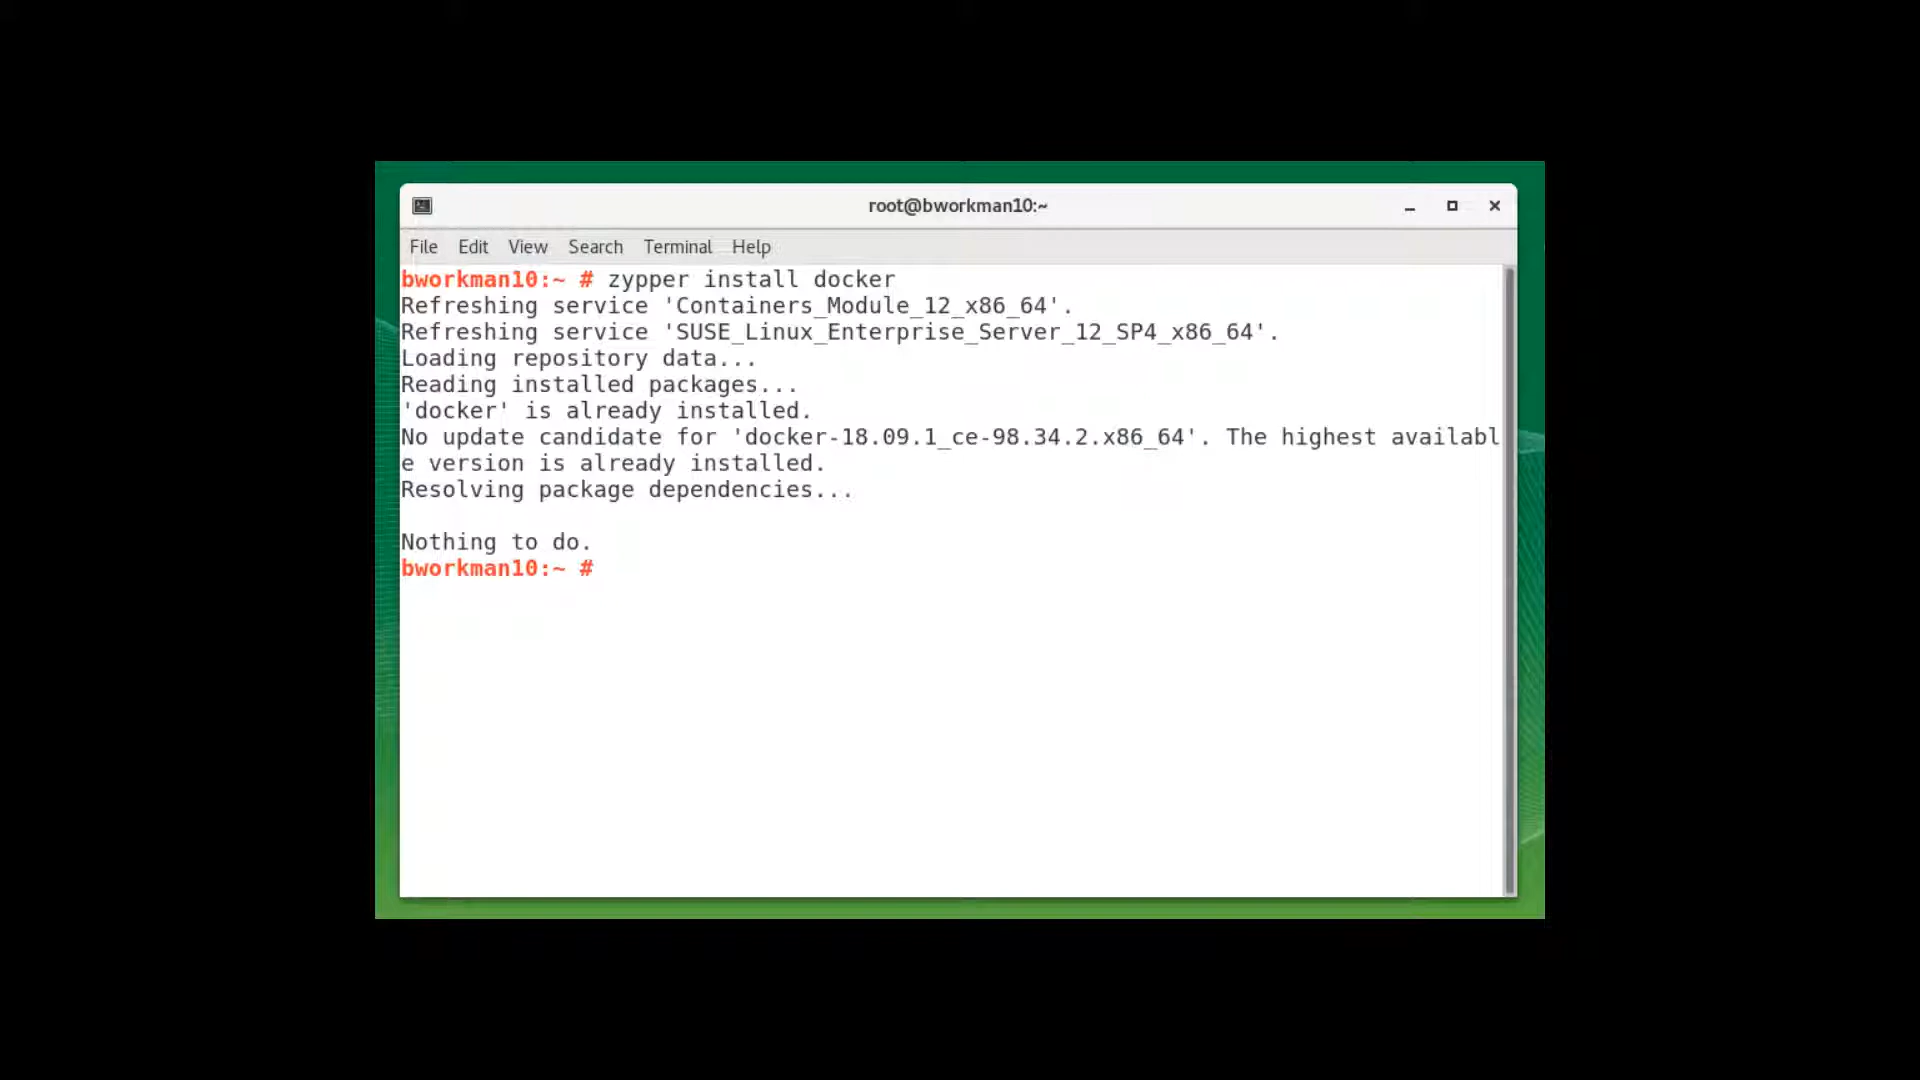 root@bworkman10:~
File Edit View Search Terminal Help
bworkman10:~ # zypper install docker
Refreshing service 'Containers_Module_12_x86_64'.
Refreshing service 'SUSE_Linux_Enterprise_Server_12_SP4_x86_64'.
Loading repository data...
Reading installed packages...
'docker' is already installed.
No update candidate for 'docker-18.09.1_ce-98.34.2.x86_64'. The highest availabl
e version is already installed.
Resolving package dependencies...
Nothing to do.
bworkman10:~ #